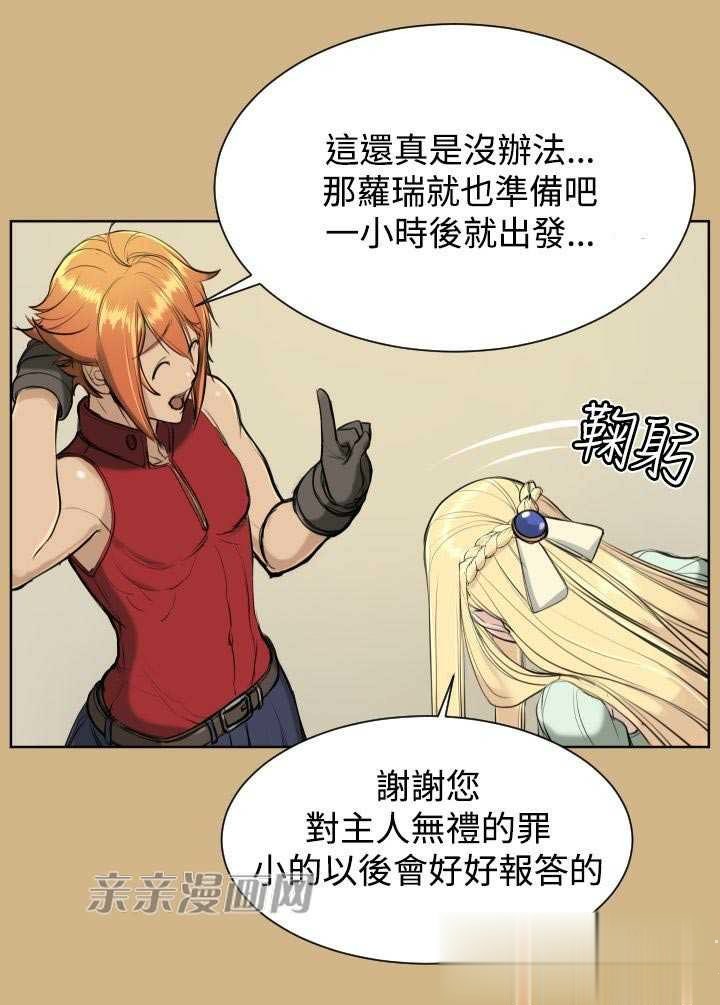 這還真是沒辦法...
那蘿瑞就也準備吧
一小時後就出發...
鞠躬
謝謝您
對主人無禮的罪
小的以後會好好報答的
亲亲漫画网